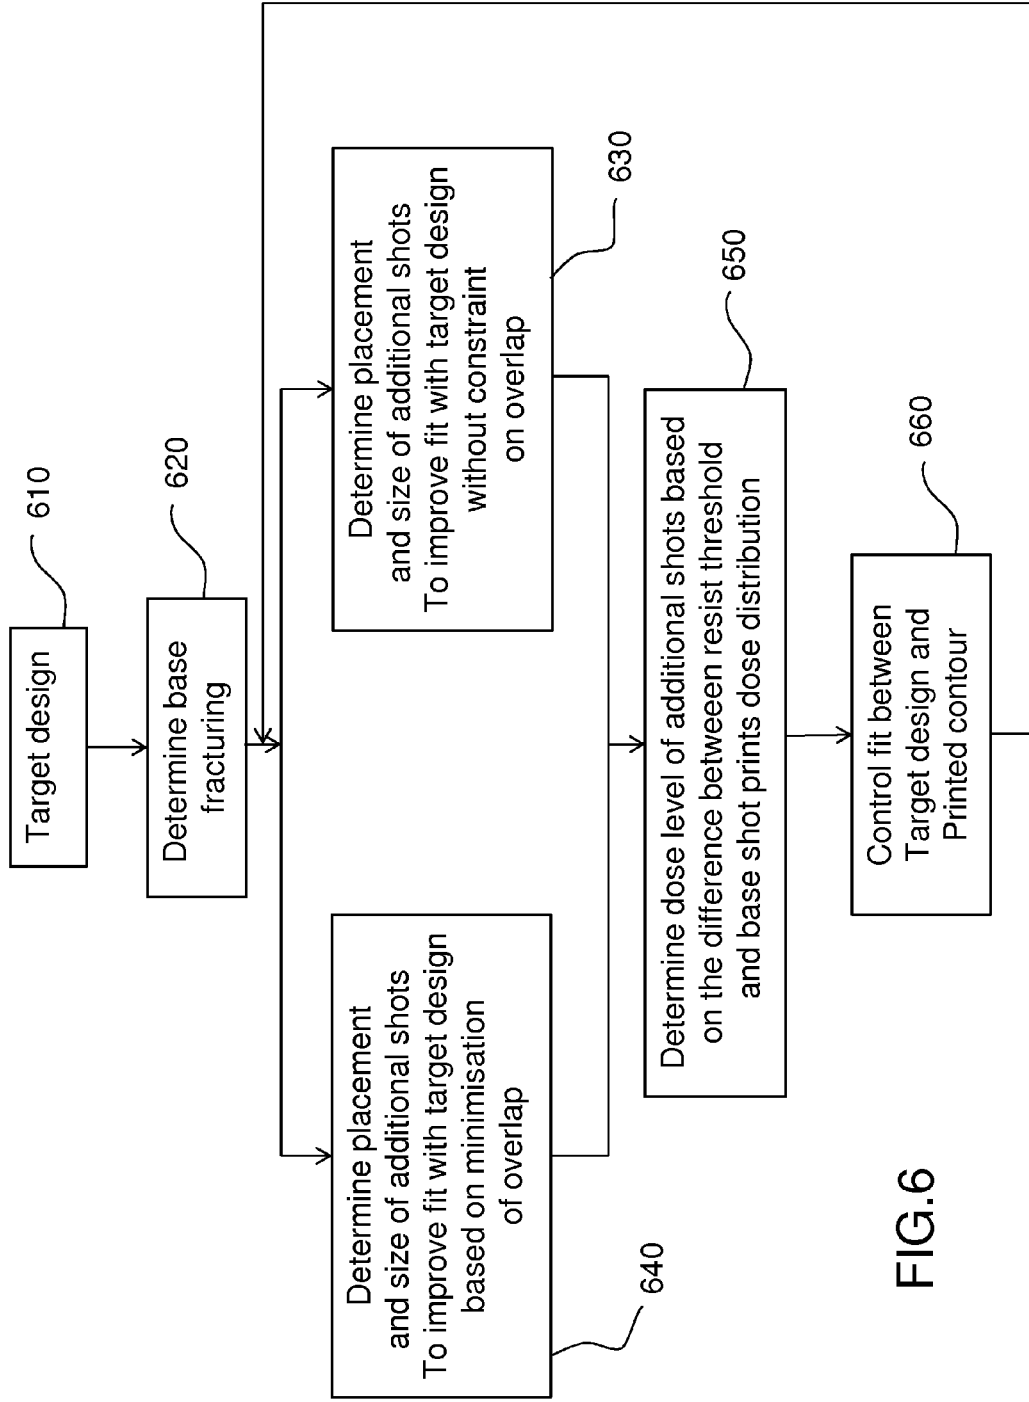 Target design
610
Determine base
fracturing
620
Determine placement
and size of additional shots
To improve fit with target design
based on minimisation
of overlap
640
Determine placement
and size of additional shots
To improve fit with target design
without constraint
on overlap
630
Determine dose level of additional shots based
on the difference between resist threshold
and base shot prints dose distribution
650
Control fit between
Target design and
Printed contour
660
FIG.6